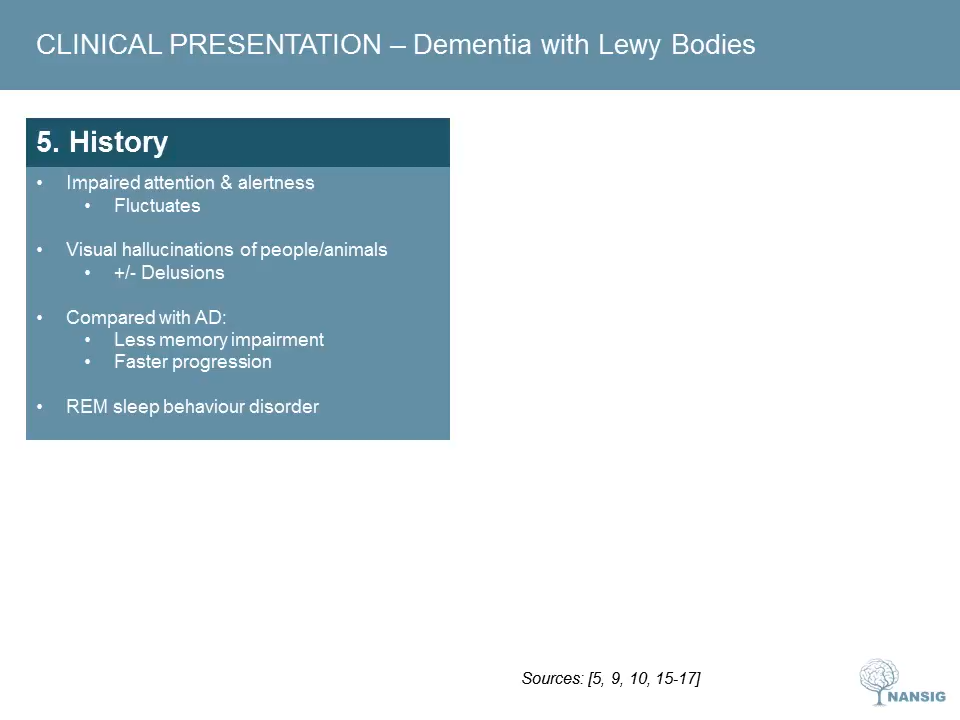 CLINICAL PRESENTATION – Dementia with Lewy Bodies
5. History
• Impaired attention & alertness
• Fluctuates
• Visual hallucinations of people/animals
• +/- Delusions
• Compared with AD:
• Less memory impairment
• Faster progression
• REM sleep behaviour disorder
Sources: [5, 9, 10, 15-17]
NANSIG